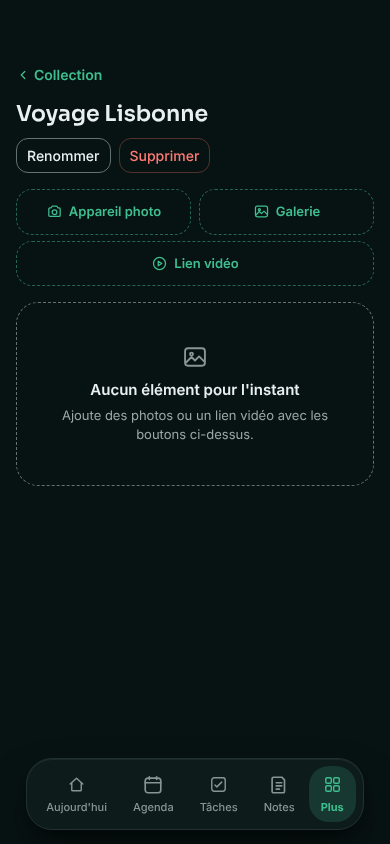 Collection
Voyage Lisbonne
Renommer
Supprimer
Appareil photo
Galerie
Lien vidéo
Aucun élément pour l'instant
Ajoute des photos ou un lien vidéo avec les
boutons ci-dessus.
Aujourd'hui
Agenda
Tâches
Notes
Plus